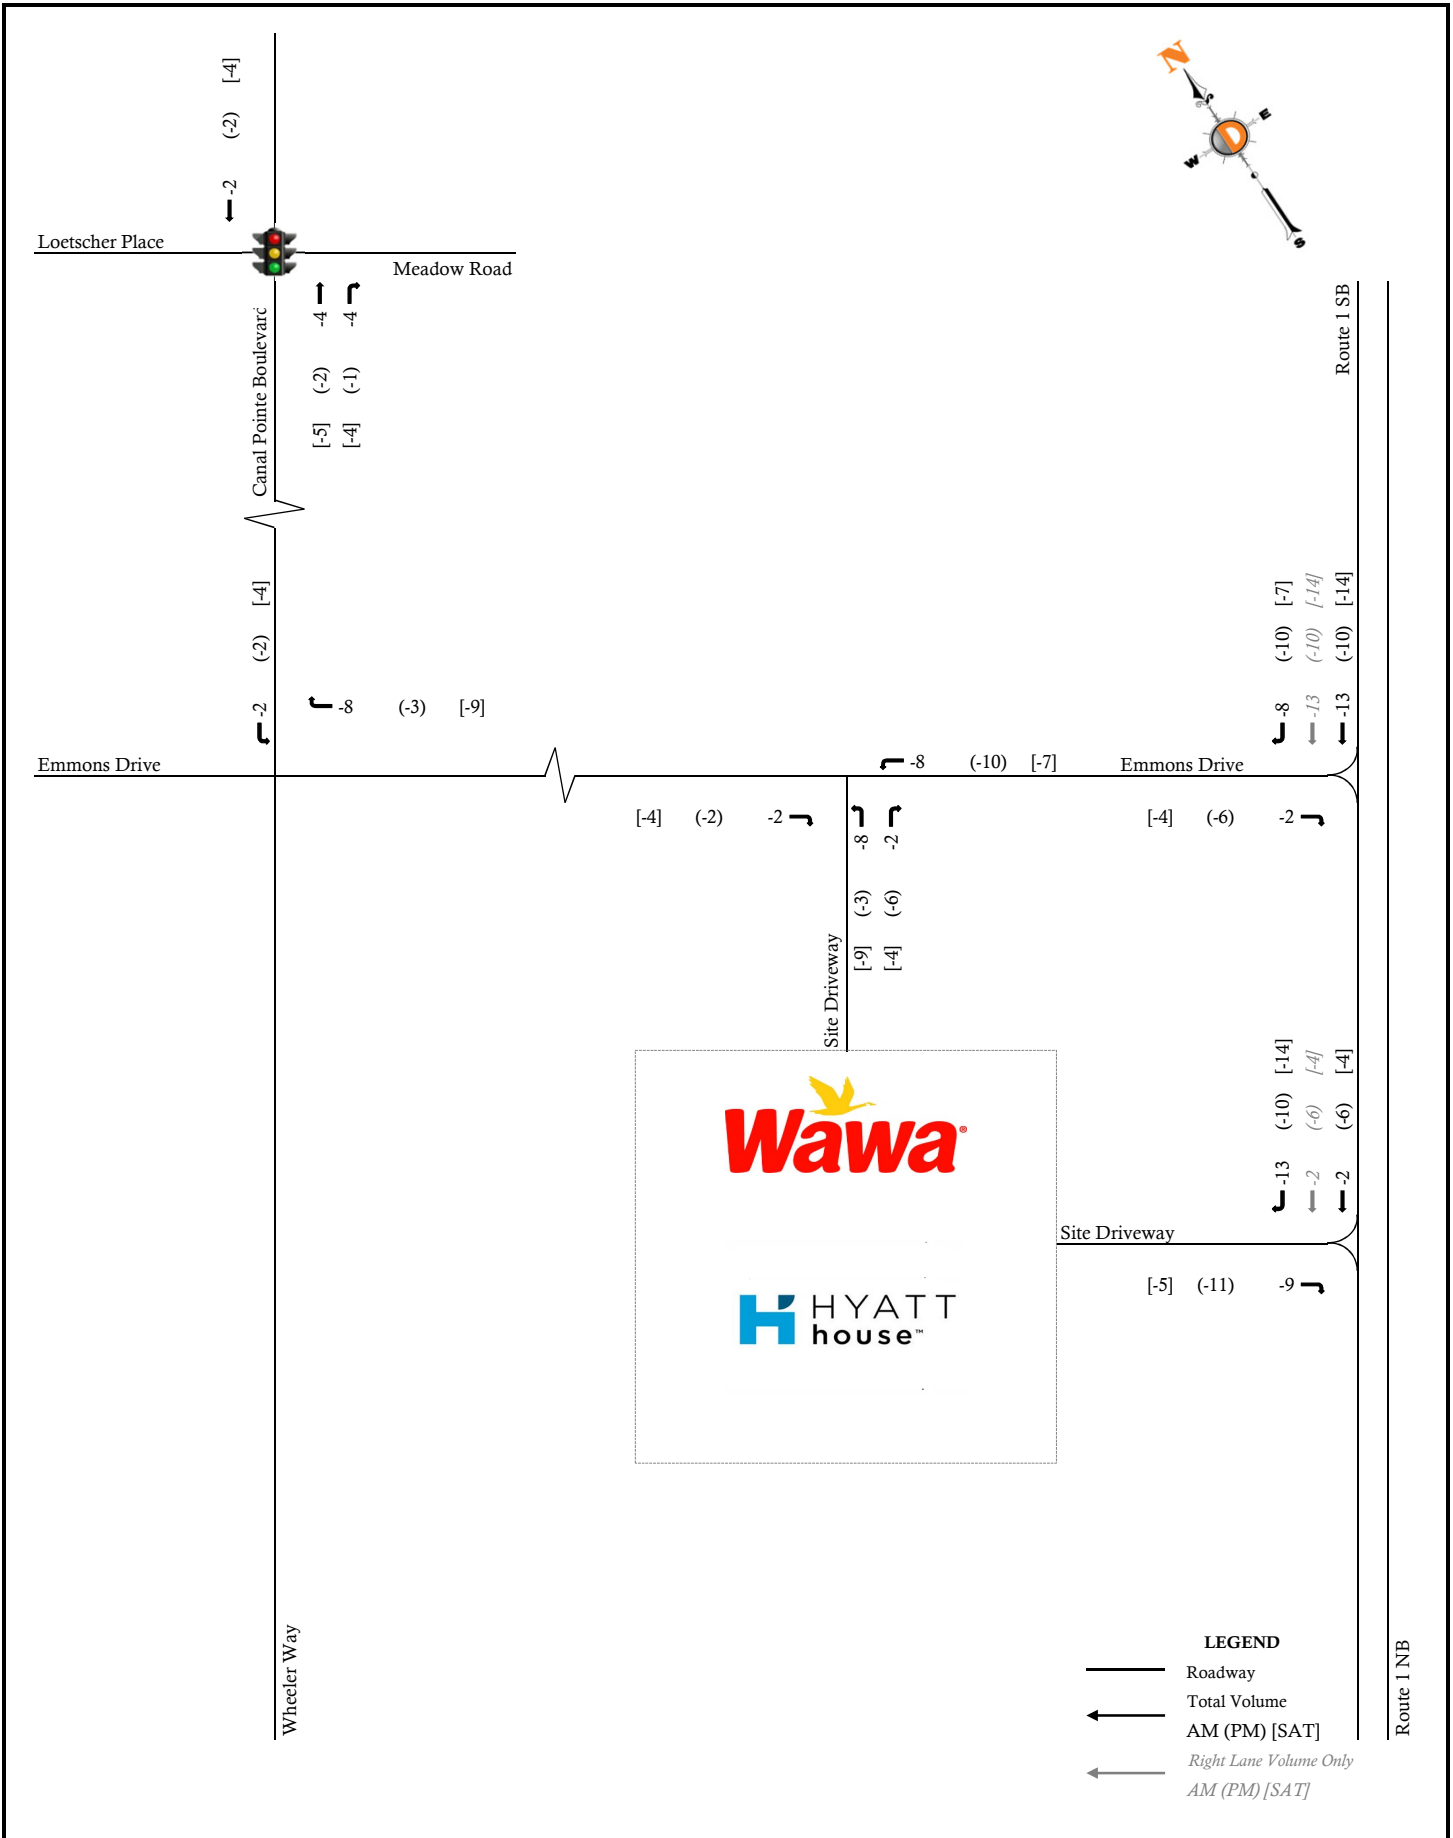 N
E
W
S
D
-2 (-2) [-4]
Loetscher Place
Meadow Road
-4 (-2) [-5]
-4 (-1) [-4]
Canal Pointe Boulevard
Route 1 SB
-2 (-2) [-4]
-8 (-3) [-9]
-8 (-10) [-7]
-13 (-10) [-14]
-13 (-10) [-14]
Emmons Drive
-8 (-10) [-7]
Emmons Drive
[-4] (-2) -2
-8 (-3) [-9]
-2 (-6) [-4]
[-4] (-6) -2
Site Driveway
-13 (-10) [-14]
-2 (-6) [-4]
-2 (-6) [-4]
Wawa®
Site Driveway
[-5] (-11) -9
HYATT
house™
Wheeler Way
LEGEND
Roadway
Total Volume
AM (PM) [SAT]
Right Lane Volume Only
AM (PM) [SAT]
Route 1 NB